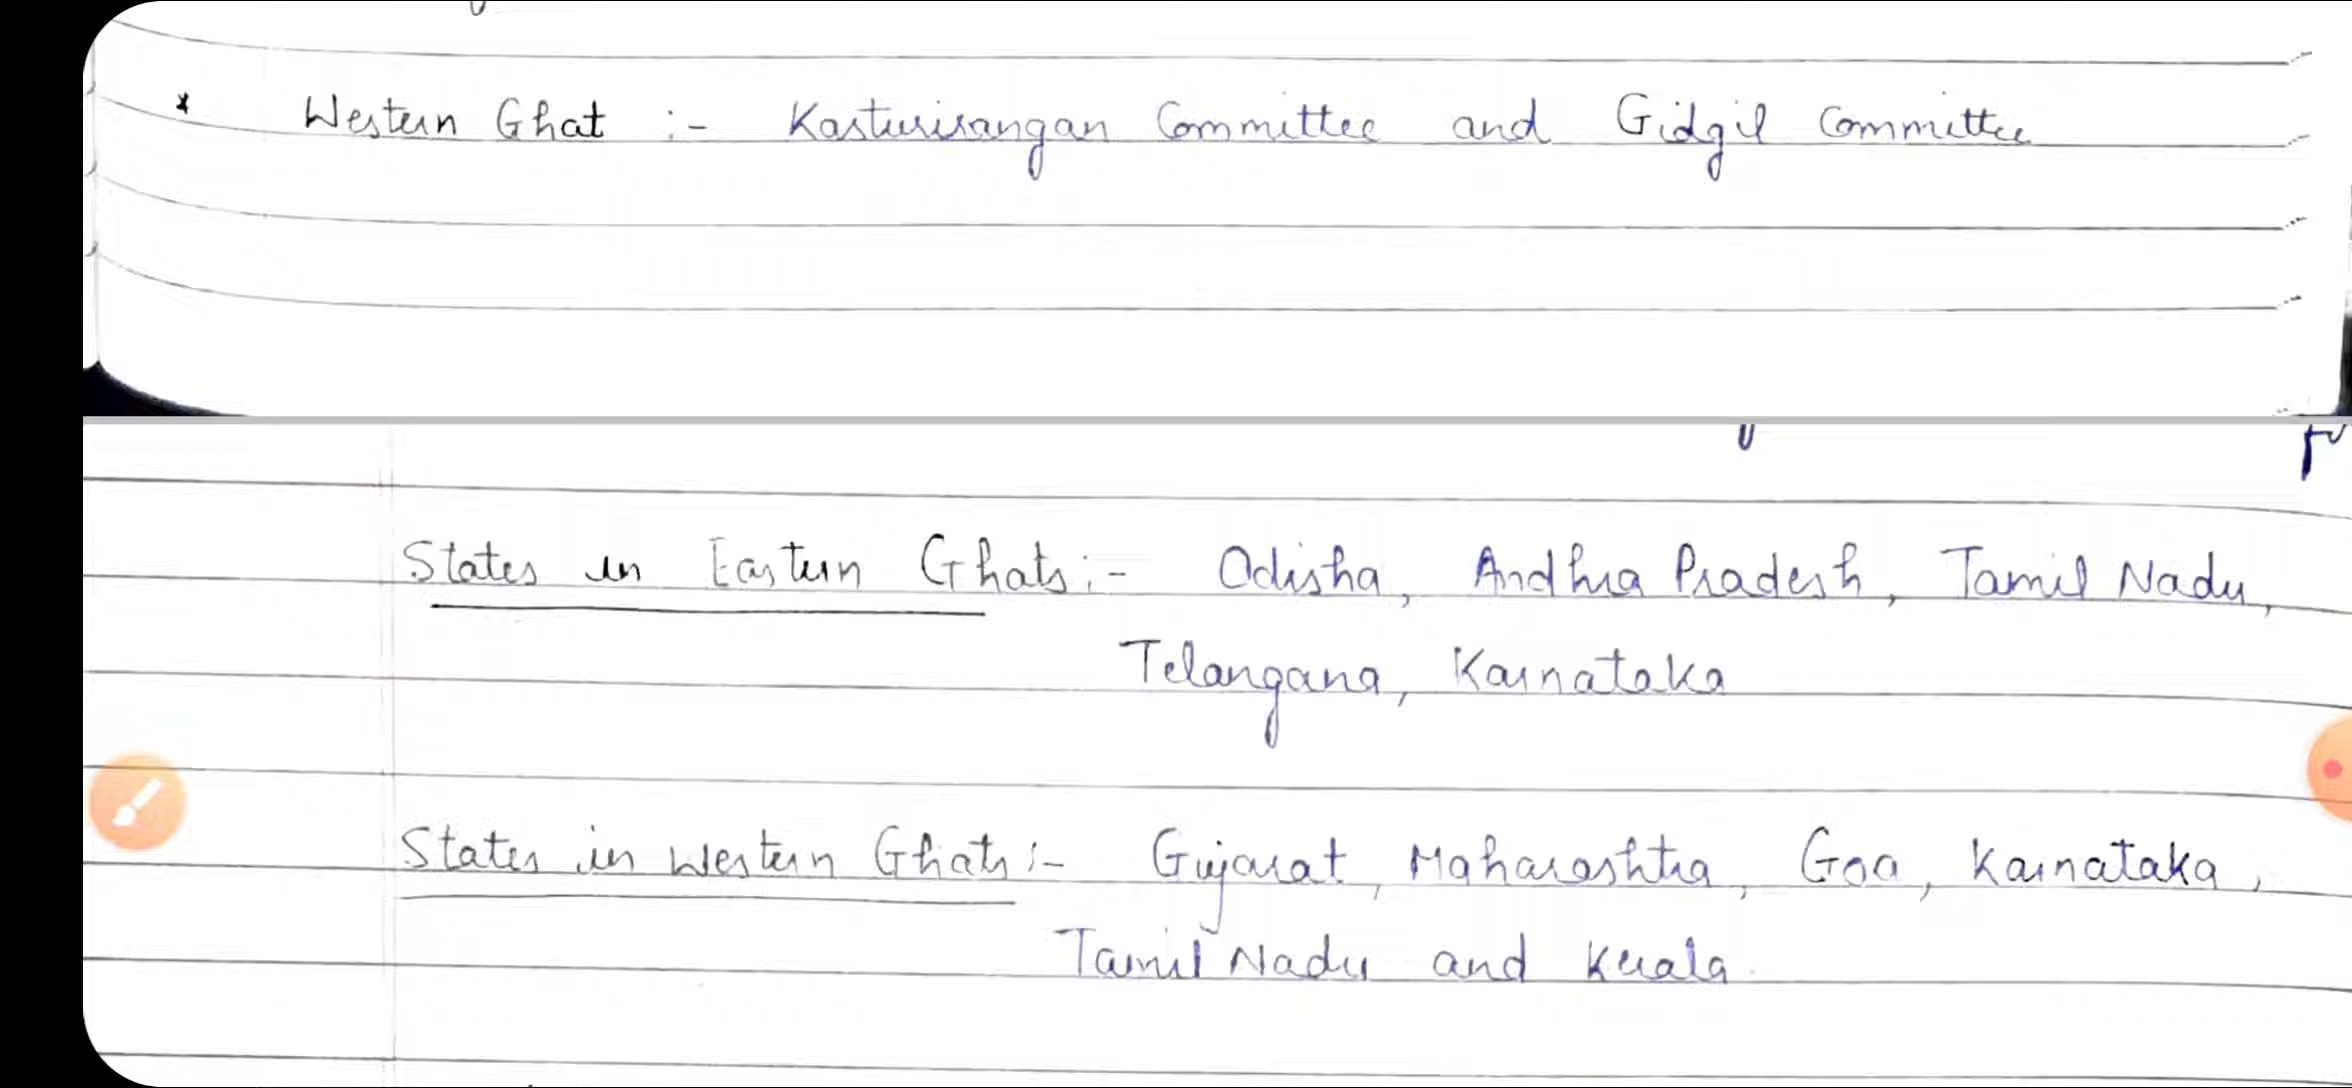 * Western Ghat :- Kasturirangan Committee and Gidgil Committee
States in Eastern Ghats :- Odisha, Andhra Pradesh, Tamil Nadu,
Telangana, Karnataka
States in Western Ghats :- Gujarat, Maharashtra, Goa, Karnataka,
Tamil Nadu and Kerala